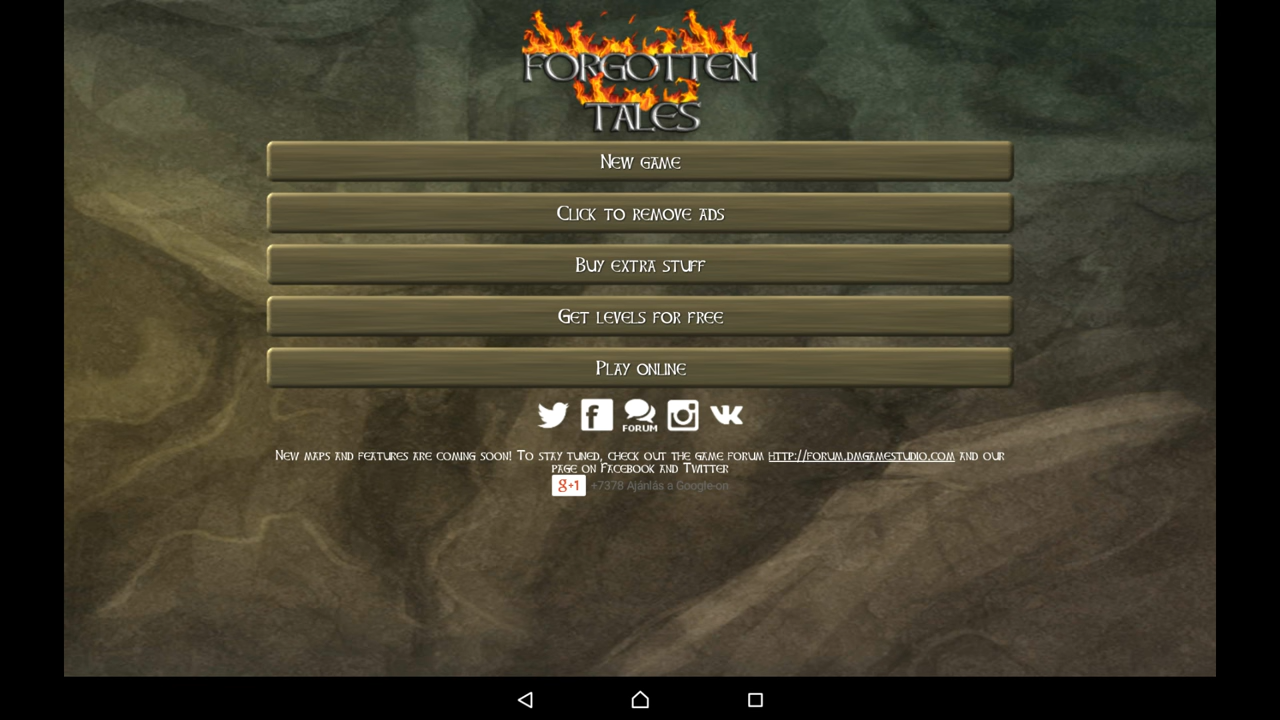 FORGOTTEN
TALES
New game
Click to remove ads
Buy extra stuff
Get levels for free
Play online
FORUM
New maps and features are coming soon! To stay tuned, check out the game forum http://forum.dmgamestudio.com and our
page on Facebook and Twitter
g+1 +7378 Ajánlás a Google-on